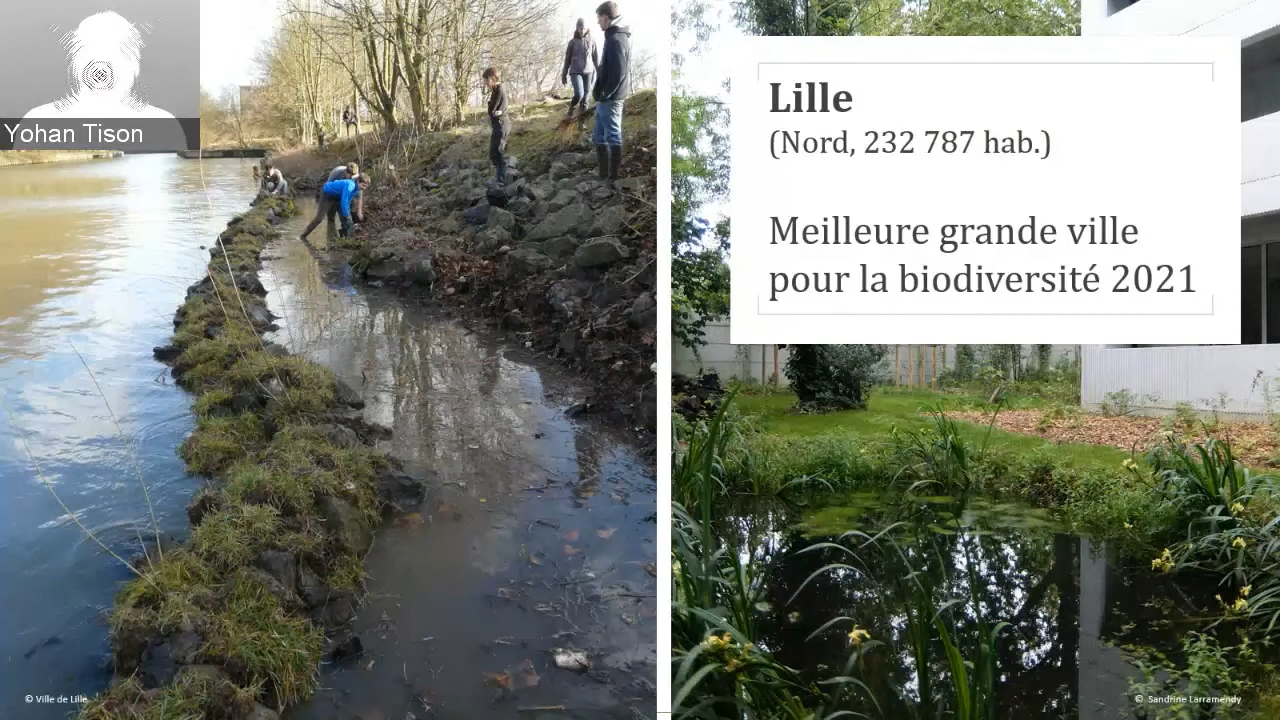 Yohan Tison
Lille
(Nord, 232 787 hab.)
Meilleure grande ville
pour la biodiversité 2021
© Ville de Lille
© Sandrine Larramendy